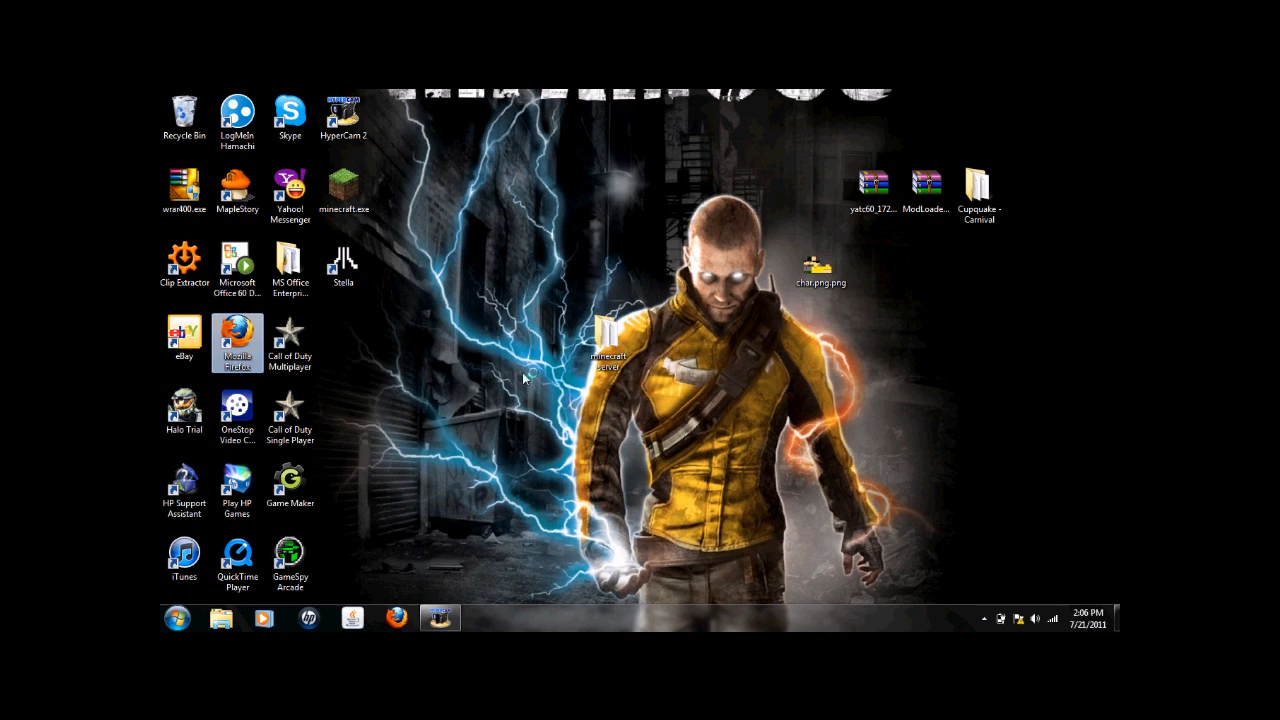 Recycle Bin
LogMeIn
Hamachi
Skype
HYPERCAM
HyperCam 2
wrar400.exe
MapleStory
Yahoo!
Messenger
minecraft.exe
yatc60_172...
ModLoade...
Cupquake -
Carnival
Clip Extractor
Microsoft
Office 60 D...
MS Office
Enterpri...
Stella
char.png.png
ebY
eBay
Mozilla
Firefox
Call of Duty
Multiplayer
minecraft
server
Halo Trial
OneStop
Video C...
Call of Duty
Single Player
HP Support
Assistant
Play HP
Games
Game Maker
iTunes
QuickTime
Player
GameSpy
Arcade
2:06 PM
7/21/2011